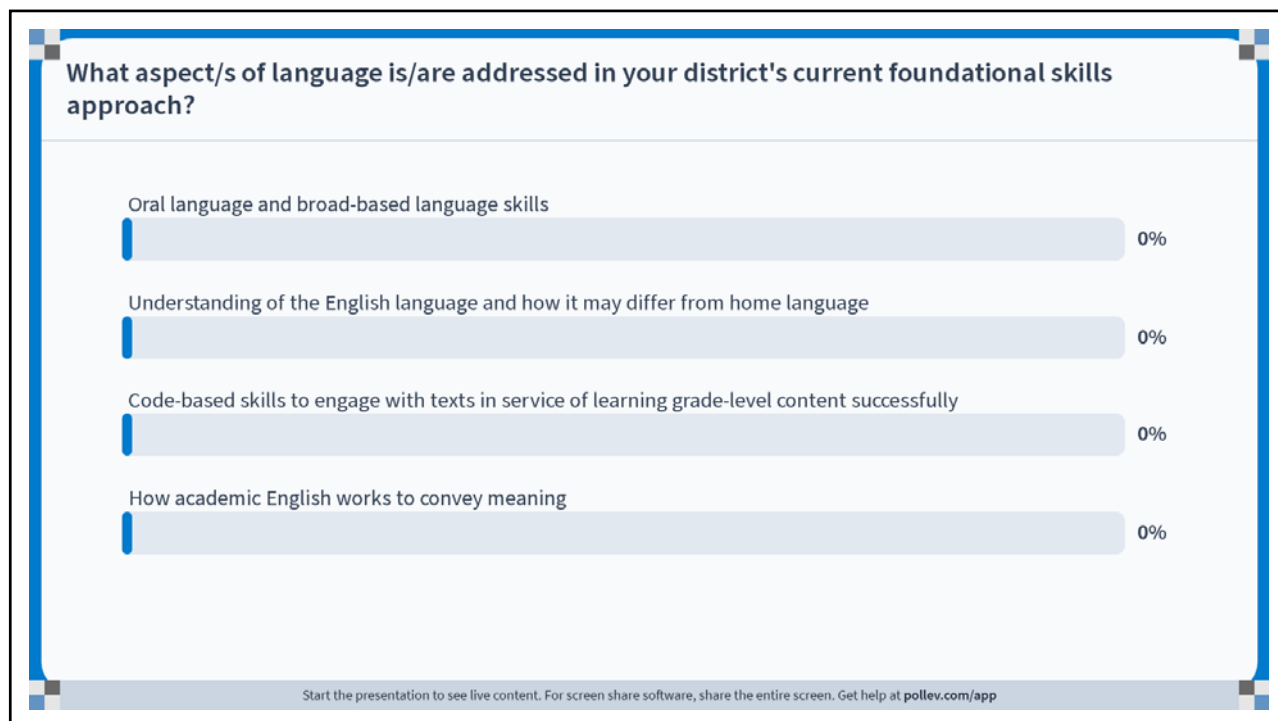 What aspect/s of language is/are addressed in your district's current foundational skills
approach?
Oral language and broad-based language skills
0%
Understanding of the English language and how it may differ from home language
0%
Code-based skills to engage with texts in service of learning grade-level content successfully
0%
How academic English works to convey meaning
0%
Start the presentation to see live content. For screen share software, share the entire screen. Get help at pollev.com/app